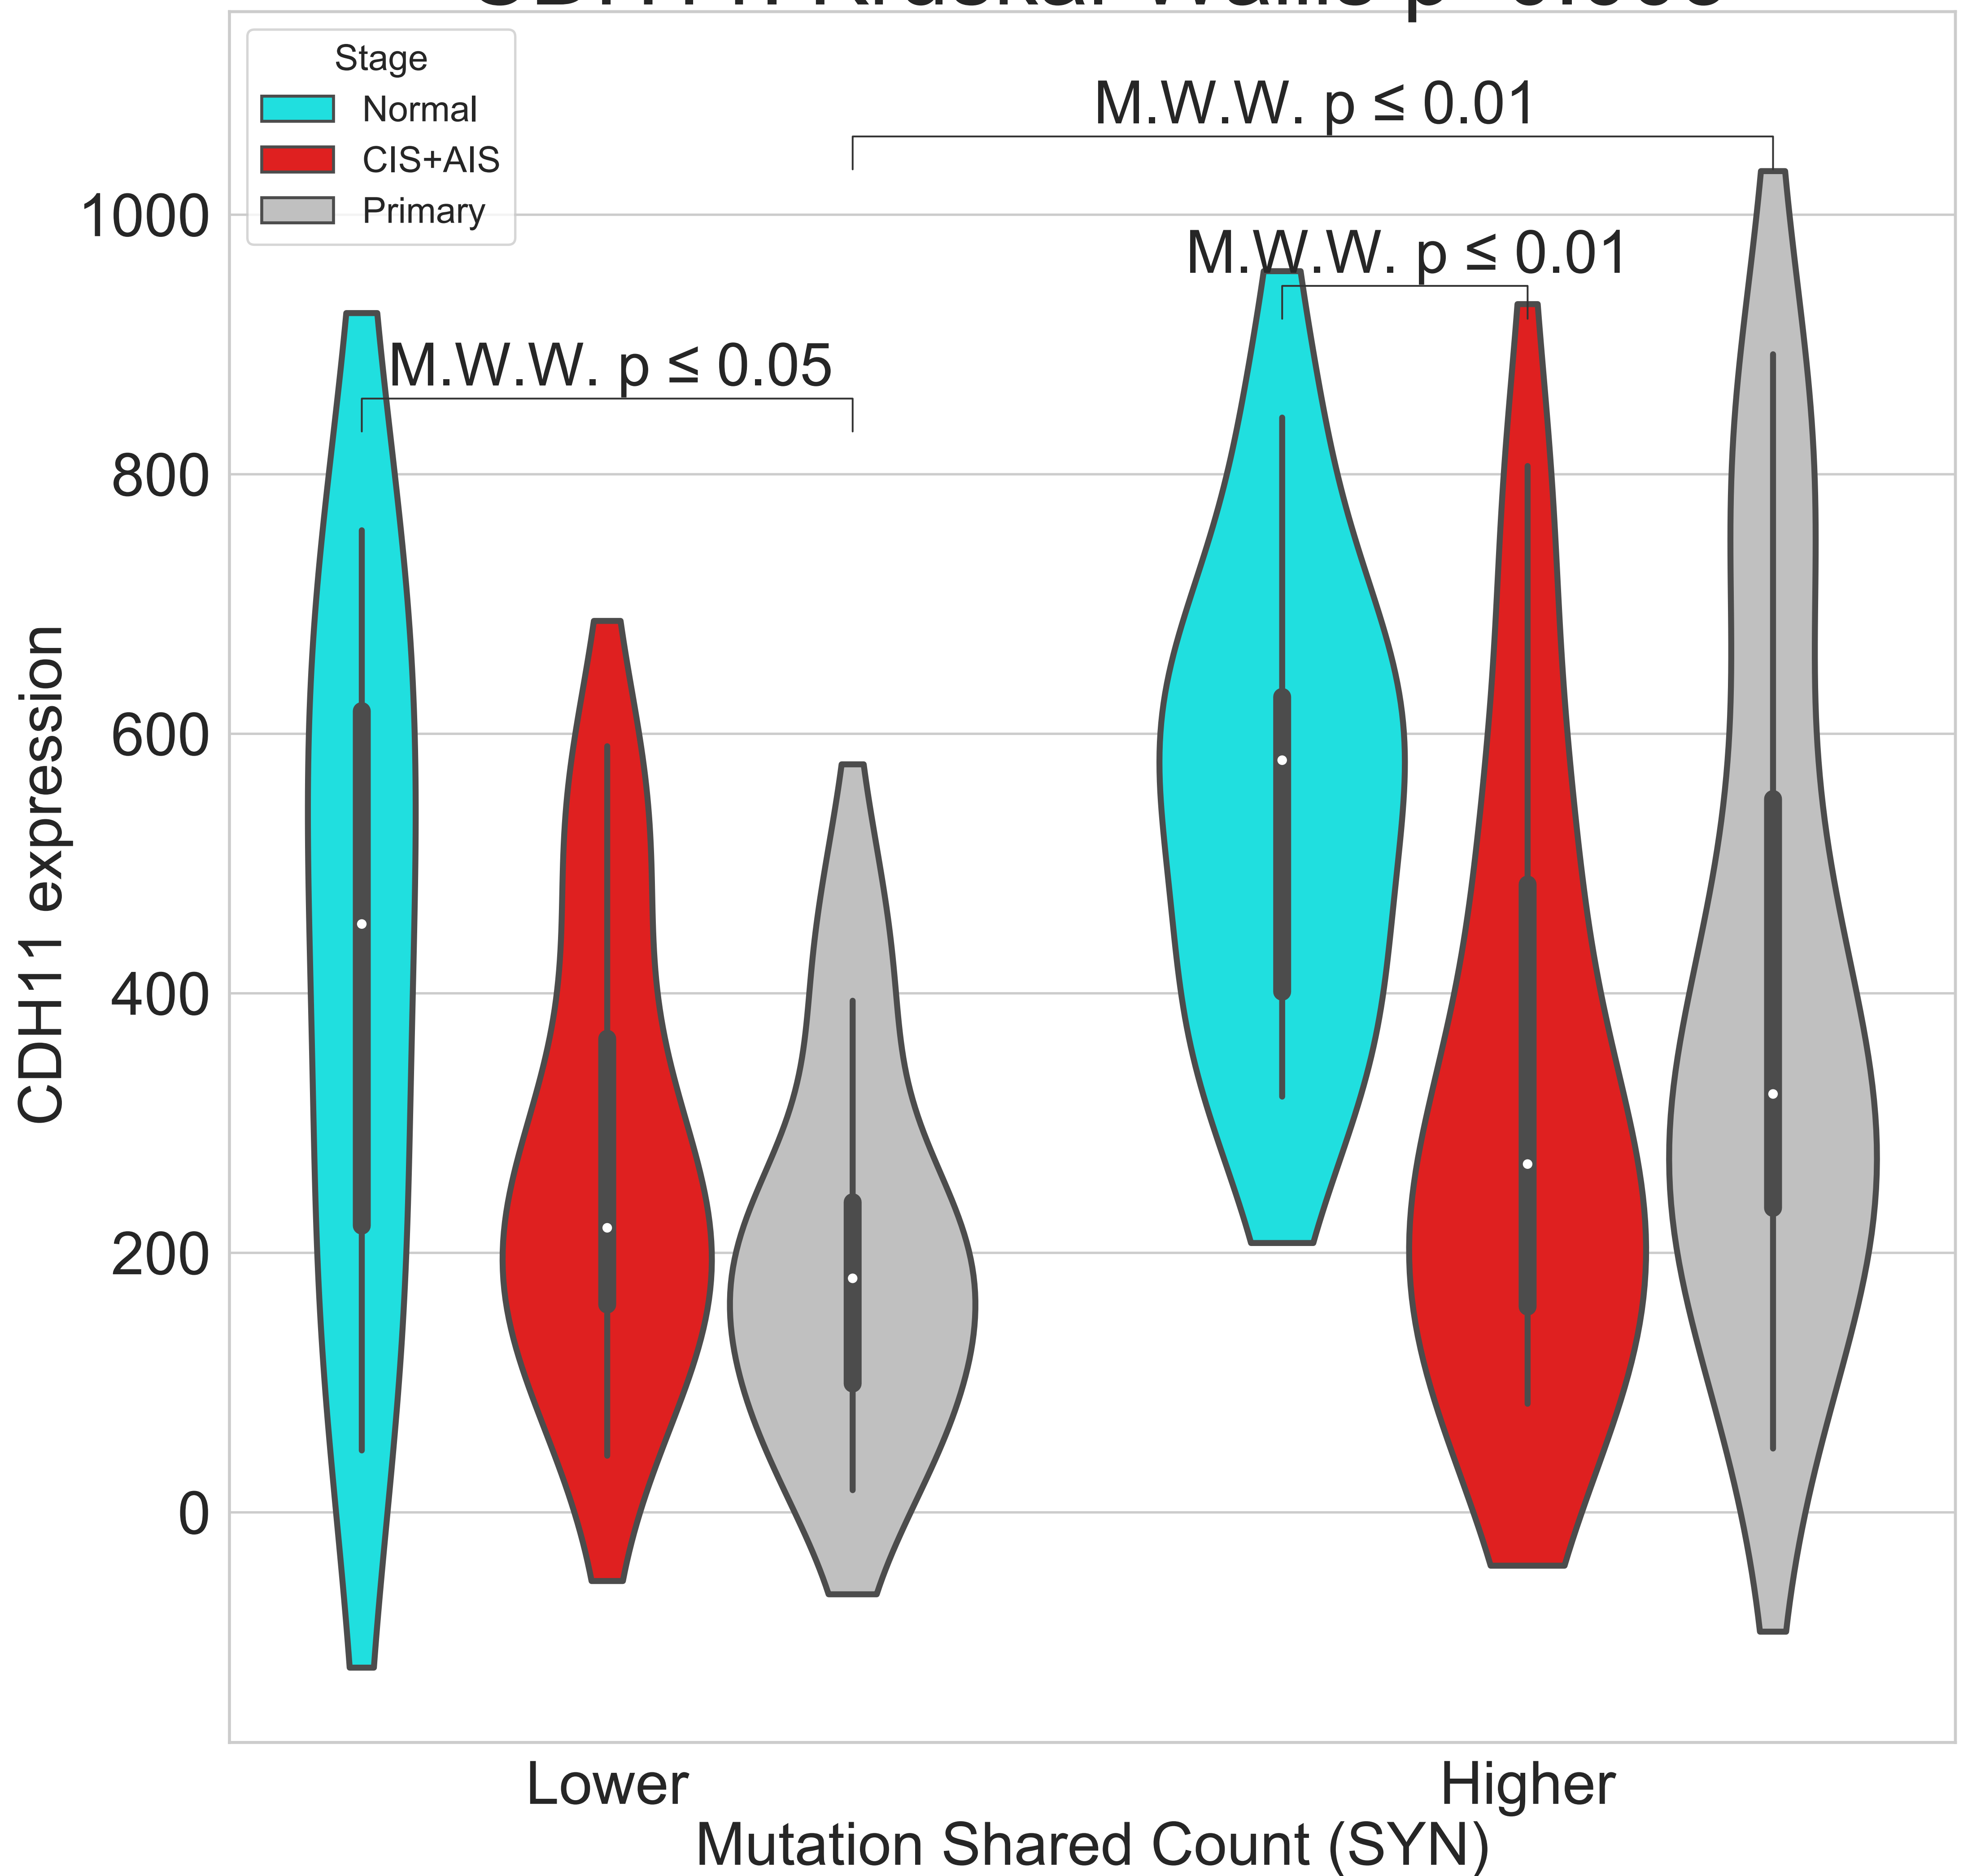 Stage
Normal
CIS+AIS
Primary
M.W.W. p ≤ 0.01
M.W.W. p ≤ 0.01
M.W.W. p ≤ 0.05
1000
800
600
400
200
0
CDH11 expression
Lower
Higher
Mutation Shared Count (SYN)